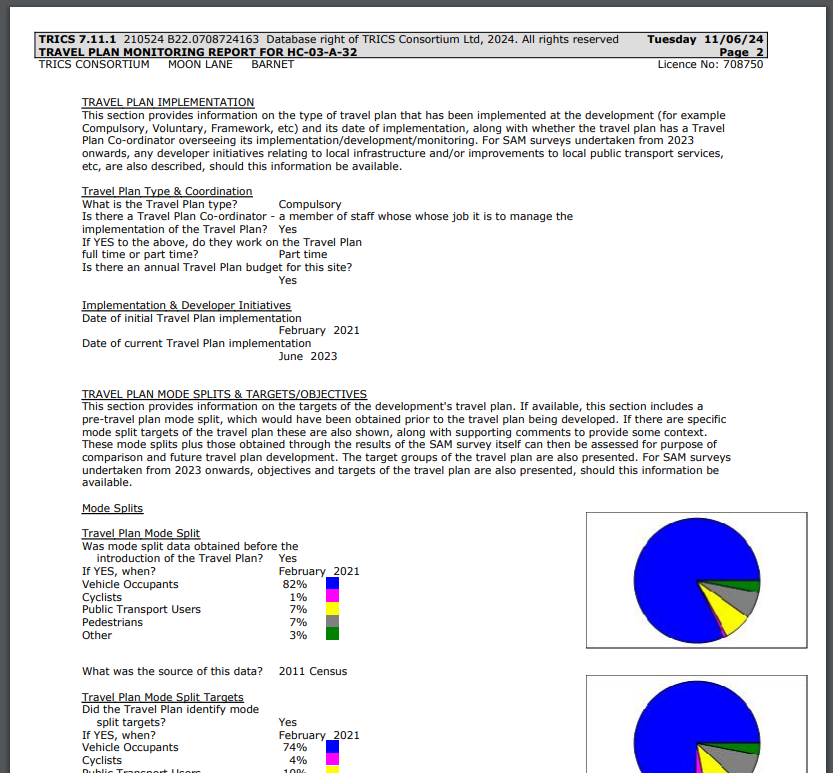 TRICS 7.11.1 210524 B22.0708724163 Database right of TRICS Consortium Ltd, 2024. All rights reserved Tuesday 11/06/24
TRAVEL PLAN MONITORING REPORT FOR HC-03-A-32 Page 2
TRICS CONSORTIUM MOON LANE BARNET Licence No: 708750
TRAVEL PLAN IMPLEMENTATION
This section provides information on the type of travel plan that has been implemented at the development (for example
Compulsory, Voluntary, Framework, etc) and its date of implementation, along with whether the travel plan has a Travel
Plan Co-ordinator overseeing its implementation/development/monitoring. For SAM surveys undertaken from 2023
onwards, any developer initiatives relating to local infrastructure and/or improvements to local public transport services,
etc, are also described, should this information be available.
Travel Plan Type & Coordination
What is the Travel Plan type? Compulsory
Is there a Travel Plan Co-ordinator - a member of staff whose whose job it is to manage the
implementation of the Travel Plan? Yes
If YES to the above, do they work on the Travel Plan
full time or part time? Part time
Is there an annual Travel Plan budget for this site?
Yes
Implementation & Developer Initiatives
Date of initial Travel Plan implementation
February 2021
Date of current Travel Plan implementation
June 2023
TRAVEL PLAN MODE SPLITS & TARGETS/OBJECTIVES
This section provides information on the targets of the development's travel plan. If available, this section includes a
pre-travel plan mode split, which would have been obtained prior to the travel plan being developed. If there are specific
mode split targets of the travel plan these are also shown, along with supporting comments to provide some context.
These mode splits plus those obtained through the results of the SAM survey itself can then be assessed for purpose of
comparison and future travel plan development. The target groups of the travel plan are also presented. For SAM surveys
undertaken from 2023 onwards, objectives and targets of the travel plan are also presented, should this information be
available.
Mode Splits
Travel Plan Mode Split
Was mode split data obtained before the
introduction of the Travel Plan? Yes
If YES, when? February 2021
Vehicle Occupants 82%
Cyclists 1%
Public Transport Users 7%
Pedestrians 7%
Other 3%
What was the source of this data? 2011 Census
Travel Plan Mode Split Targets
Did the Travel Plan identify mode
split targets? Yes
If YES, when? February 2021
Vehicle Occupants 74%
Cyclists 4%
Public Transport Users 10%